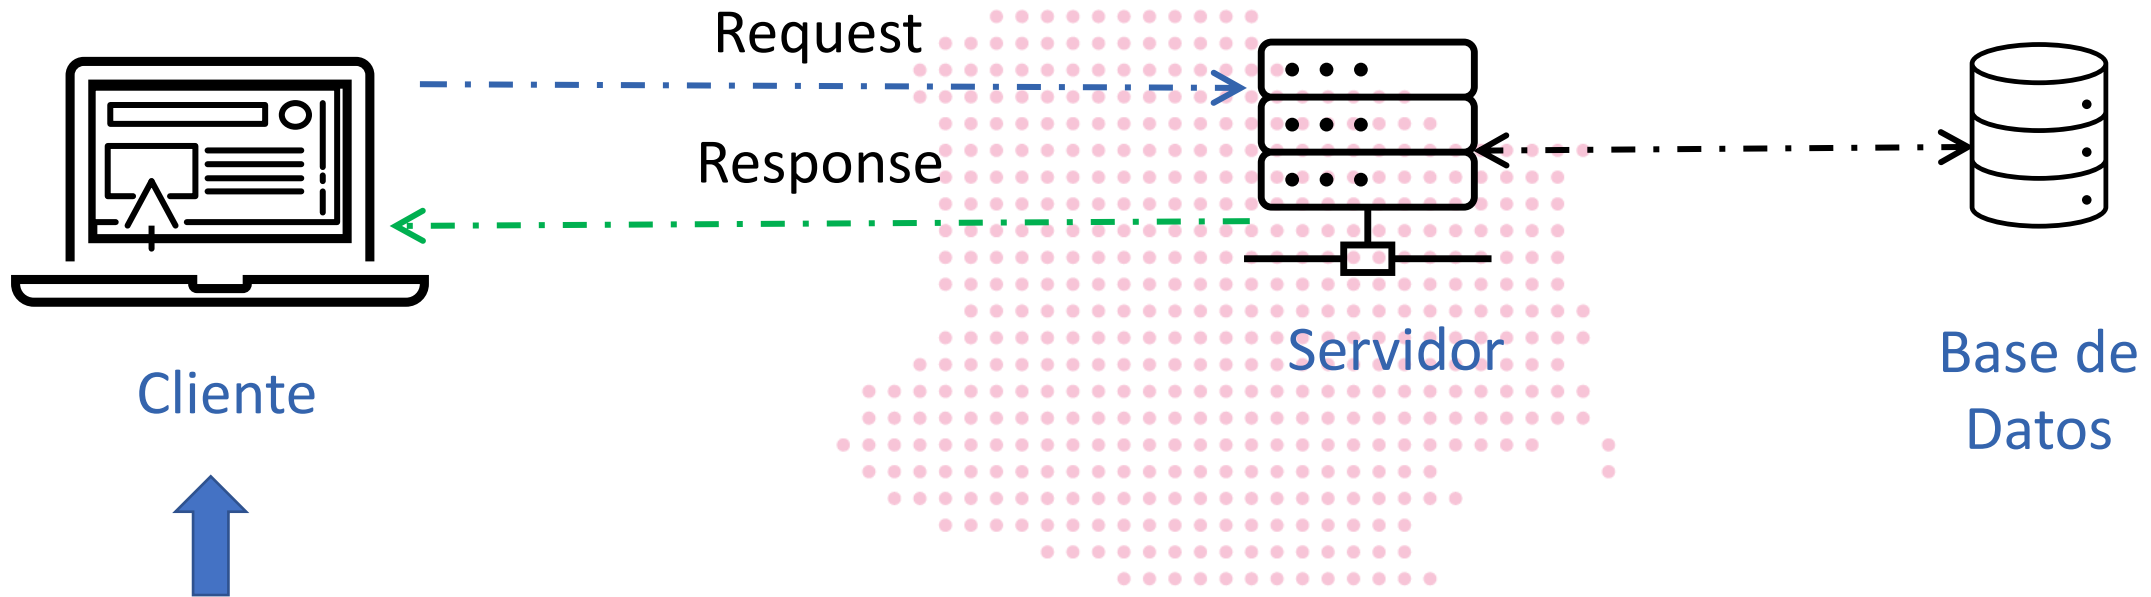 Request
Response
Cliente
Servidor
Base de
Datos